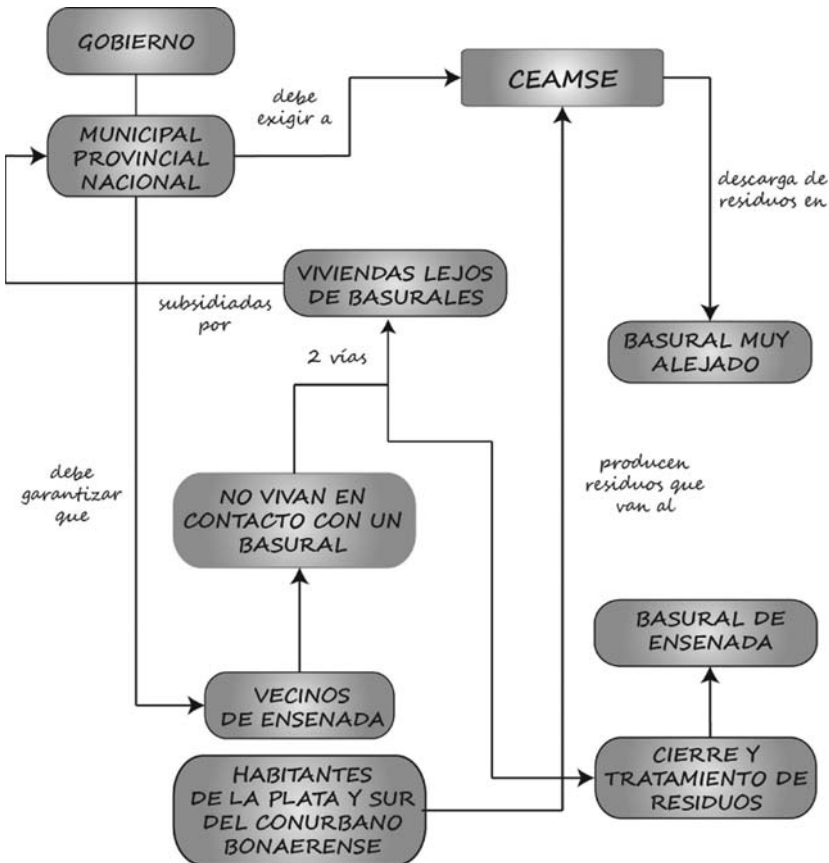 GOBIERNO
MUNICIPAL
PROVINCIAL
NACIONAL
debe
exigir a
CEAMSE
descarga de
residuos en
BASURAL MUY
ALEJADO
VIVIENDAS LEJOS
DE BASURALES
subsidiadas
por
2 vías
debe
garantizar
que
NO VIVAN EN
CONTACTO CON UN
BASURAL
producen
residuos que
van al
VECINOS
DE ENSENADA
BASURAL DE
ENSENADA
HABITANTES
DE LA PLATA Y SUR
DEL CONURBANO
BONAERENSE
CIERRE Y
TRATAMIENTO DE
RESIDUOS